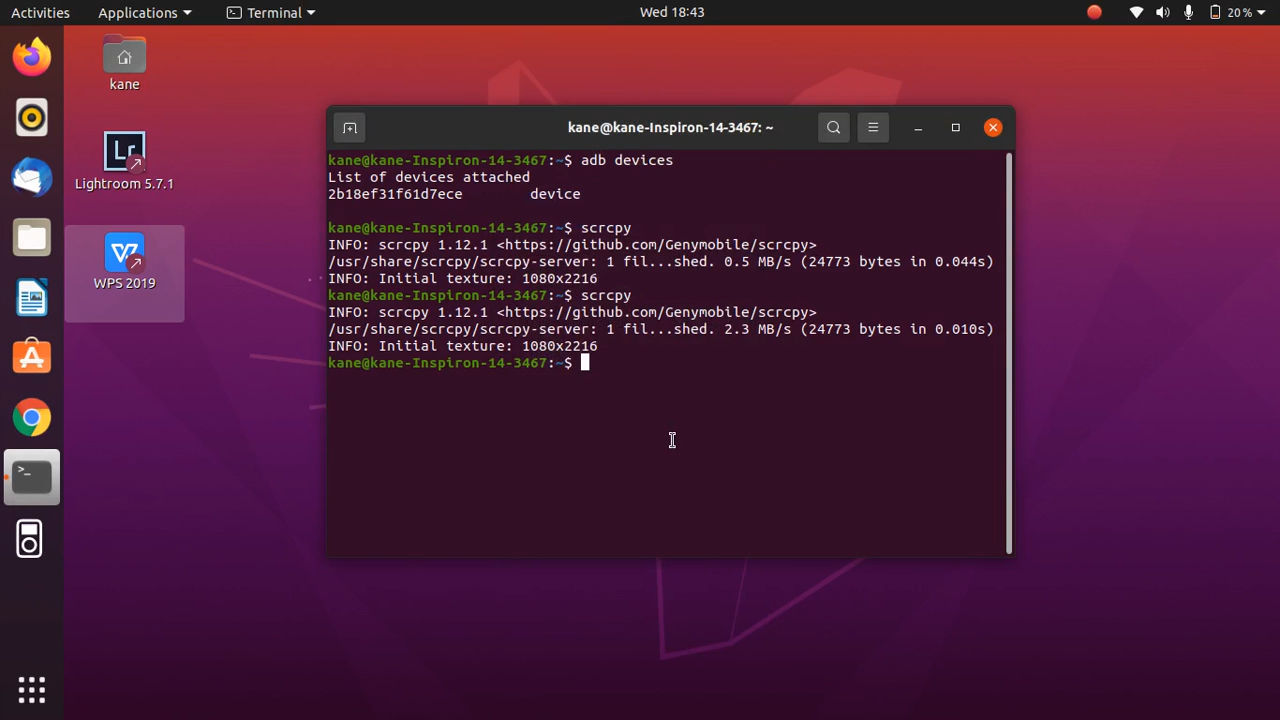 Activities Applications Terminal Wed 18:43 20%
kane
Lightroom 5.7.1
WPS 2019
kane@kane-Inspiron-14-3467: ~
kane@kane-Inspiron-14-3467:~$ adb devices
List of devices attached
2b18ef31f61d7ece device
kane@kane-Inspiron-14-3467:~$ scrcpy
INFO: scrcpy 1.12.1 <https://github.com/Genymobile/scrcpy>
/usr/share/scrcpy/scrcpy-server: 1 fil...shed. 0.5 MB/s (24773 bytes in 0.044s)
INFO: Initial texture: 1080x2216
kane@kane-Inspiron-14-3467:~$ scrcpy
INFO: scrcpy 1.12.1 <https://github.com/Genymobile/scrcpy>
/usr/share/scrcpy/scrcpy-server: 1 fil...shed. 2.3 MB/s (24773 bytes in 0.010s)
INFO: Initial texture: 1080x2216
kane@kane-Inspiron-14-3467:~$
Lr